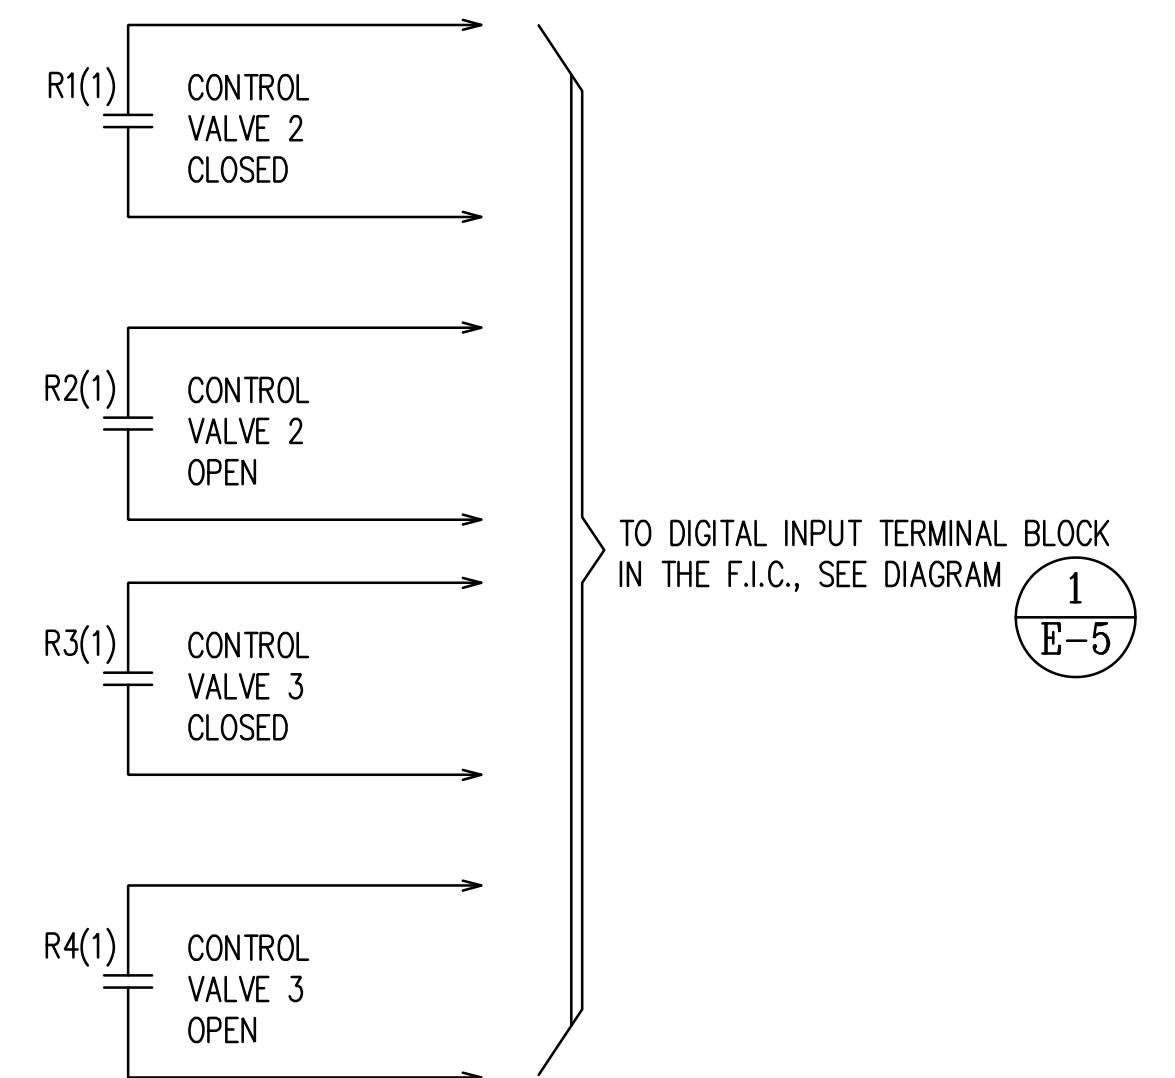 R1(1)
CONTROL
VALVE 2
CLOSED
R2(1)
CONTROL
VALVE 2
OPEN
R3(1)
CONTROL
VALVE 3
CLOSED
R4(1)
CONTROL
VALVE 3
OPEN
TO DIGITAL INPUT TERMINAL BLOCK
IN THE F.I.C., SEE DIAGRAM
1
E-5